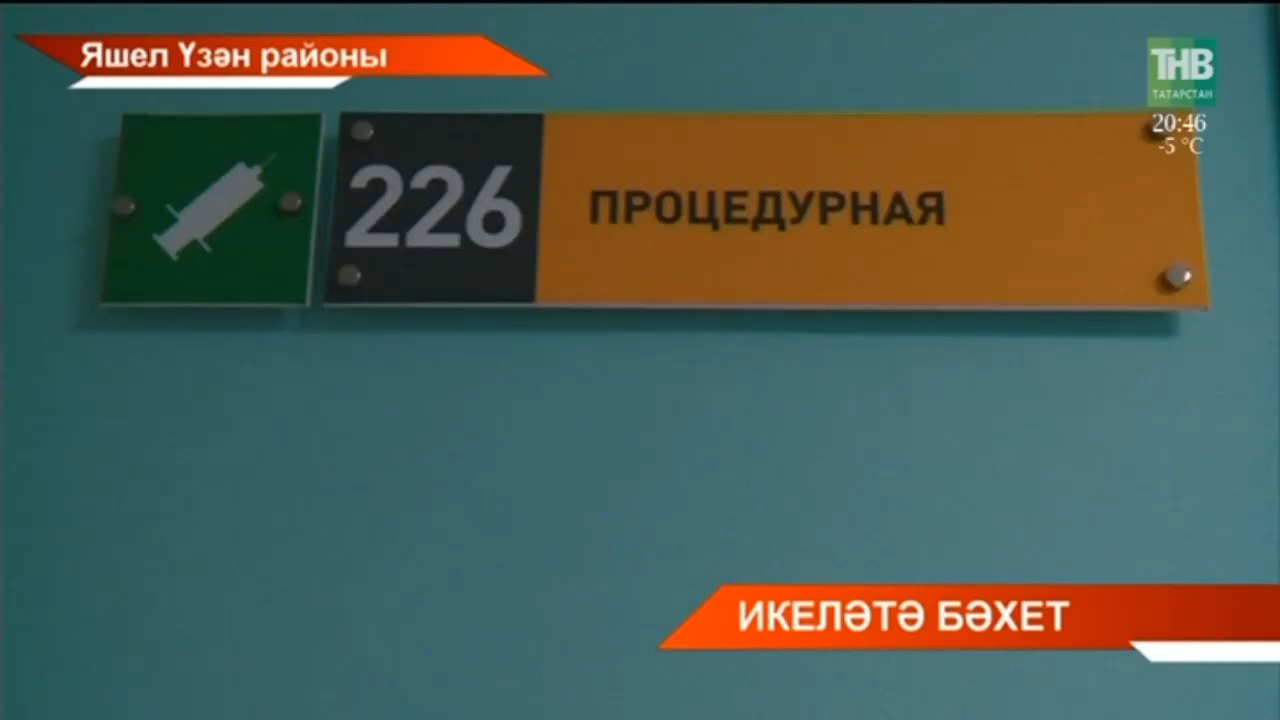 Яшел Үзән районы
ТНВ
ТАТАРСТАН
20:46
-5 °C
226
ПРОЦЕДУРНАЯ
ИКЕЛӘТӘ БӘХЕТ